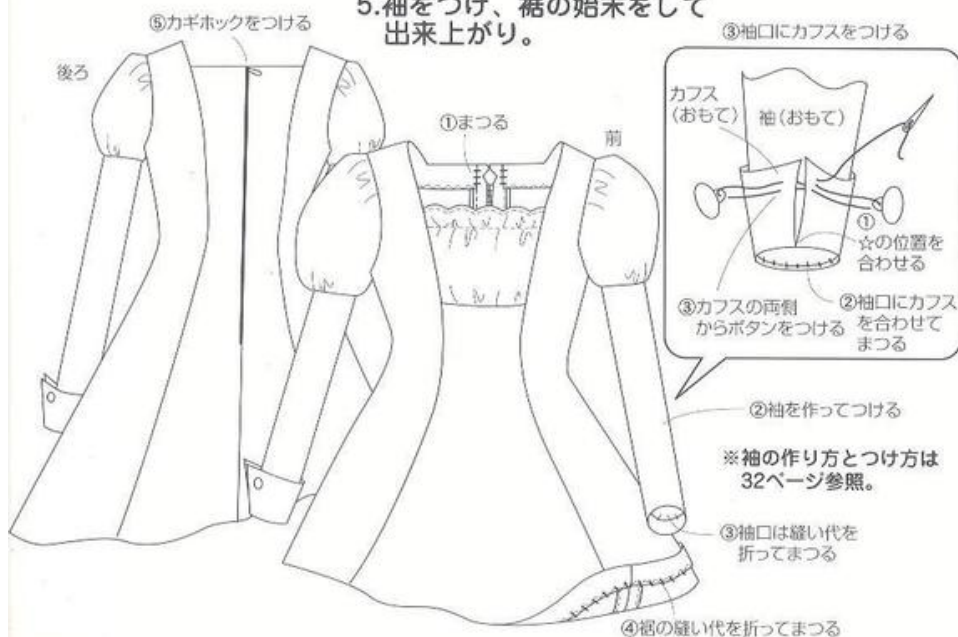 5.袖をつけ、裾の始末をして
出来上がり。
⑤カギホックをつける
後ろ
①まつる
前
③袖口にカフスをつける
カフス
(おもて)
袖(おもて)
①
☆の位置を
合わせる
③カフスの両側
からボタンをつける
②袖口にカフス
を合わせて
まつる
②袖を作ってつける
※袖の作り方とつけ方は
32ページ参照。
③袖口は縫い代を
折ってまつる
④裾の縫い代を折ってまつる